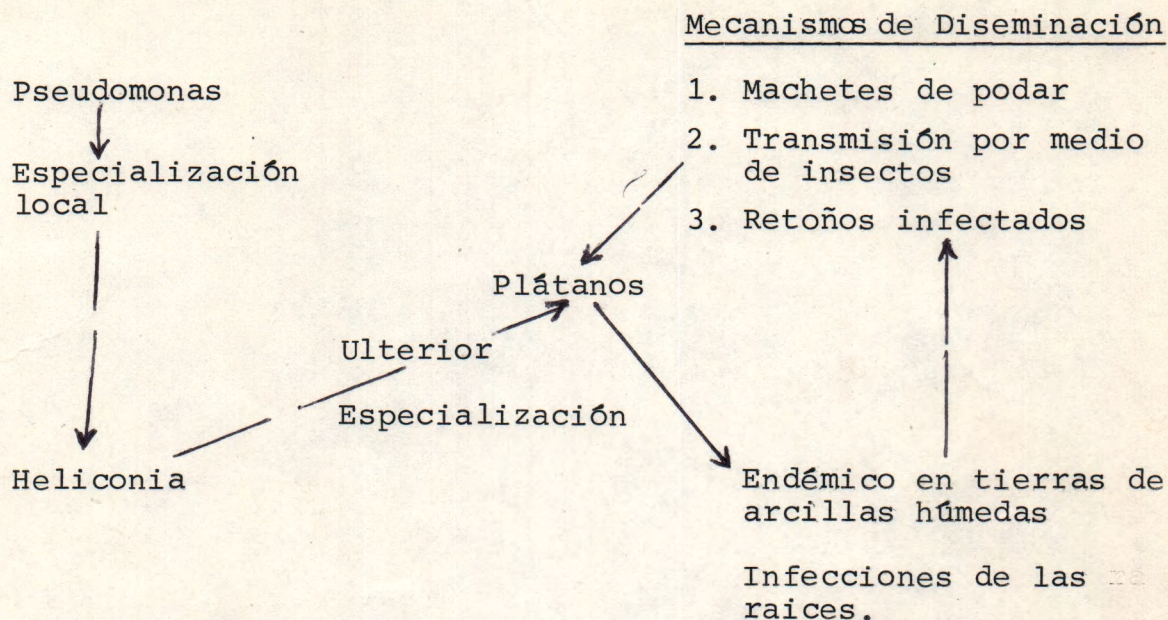 Mecanismos de Diseminación
Pseudomonas
Especialización
local
Heliconia
Ulterior
Especialización
Plátanos
1. Machetes de podar
2. Transmisión por medio
de insectos
3. Retoños infectados
Endémico en tierras de
arcillas húmedas
Infecciones de las
raices.